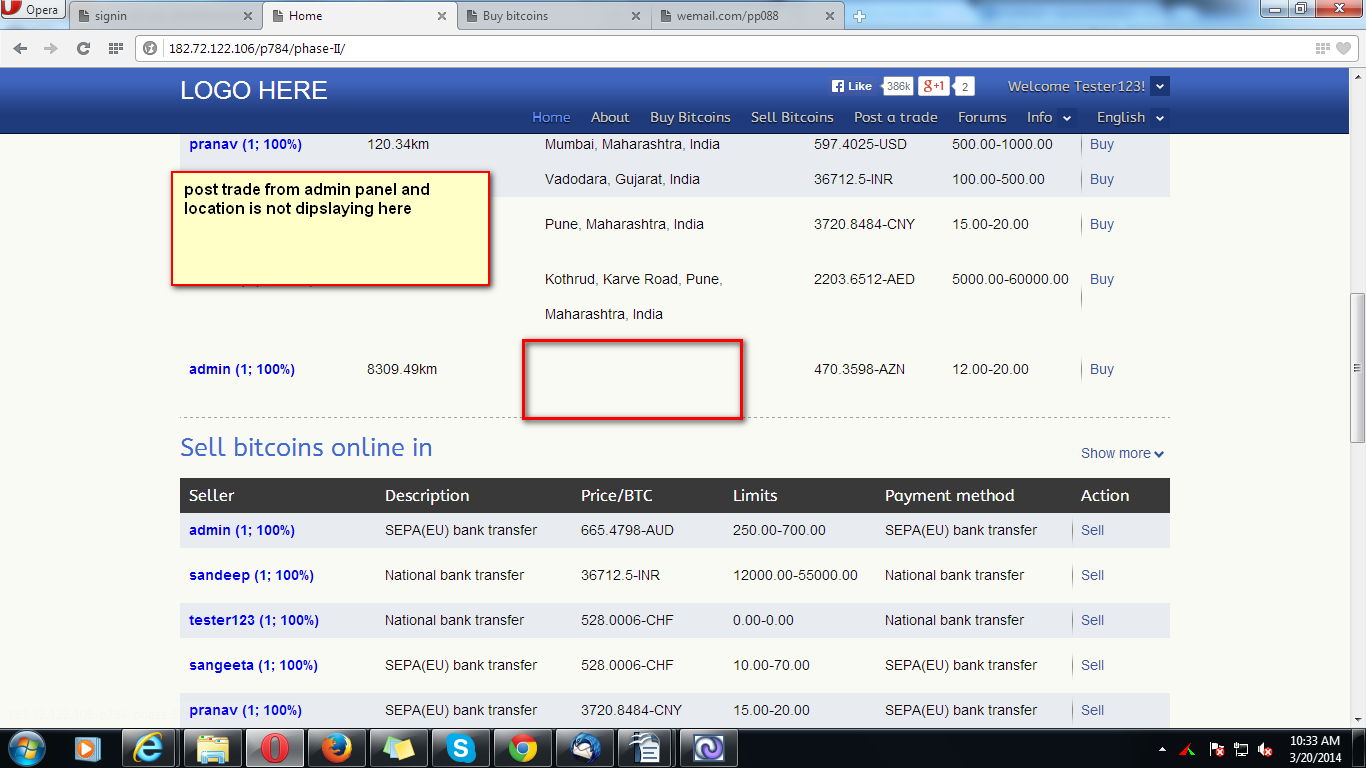 Opera
signin
Home
Buy bitcoins
wemail.com/pp088
182.72.122.106/p784/phase-II/
LOGO HERE
Like 386k g+1 2 Welcome Tester123!
Home About Buy Bitcoins Sell Bitcoins Post a trade Forums Info English
pranav (1; 100%) 120.34km Mumbai, Maharashtra, India 597.4025-USD 500.00-1000.00 Buy
Vadodara, Gujarat, India 36712.5-INR 100.00-500.00 Buy
post trade from admin panel and
location is not dipslaying here
Pune, Maharashtra, India 3720.8484-CNY 15.00-20.00 Buy
Kothrud, Karve Road, Pune, 2203.6512-AED 5000.00-60000.00 Buy
Maharashtra, India
admin (1; 100%) 8309.49km 470.3598-AZN 12.00-20.00 Buy
Sell bitcoins online in
Show more
Seller Description Price/BTC Limits Payment method Action
admin (1; 100%) SEPA(EU) bank transfer 665.4798-AUD 250.00-700.00 SEPA(EU) bank transfer Sell
sandeep (1; 100%) National bank transfer 36712.5-INR 12000.00-55000.00 National bank transfer Sell
tester123 (1; 100%) National bank transfer 528.0006-CHF 0.00-0.00 National bank transfer Sell
sangeeta (1; 100%) SEPA(EU) bank transfer 528.0006-CHF 10.00-70.00 SEPA(EU) bank transfer Sell
pranav (1; 100%) SEPA(EU) bank transfer 3720.8484-CNY 15.00-20.00 SEPA(EU) bank transfer Sell
10:33 AM
3/20/2014